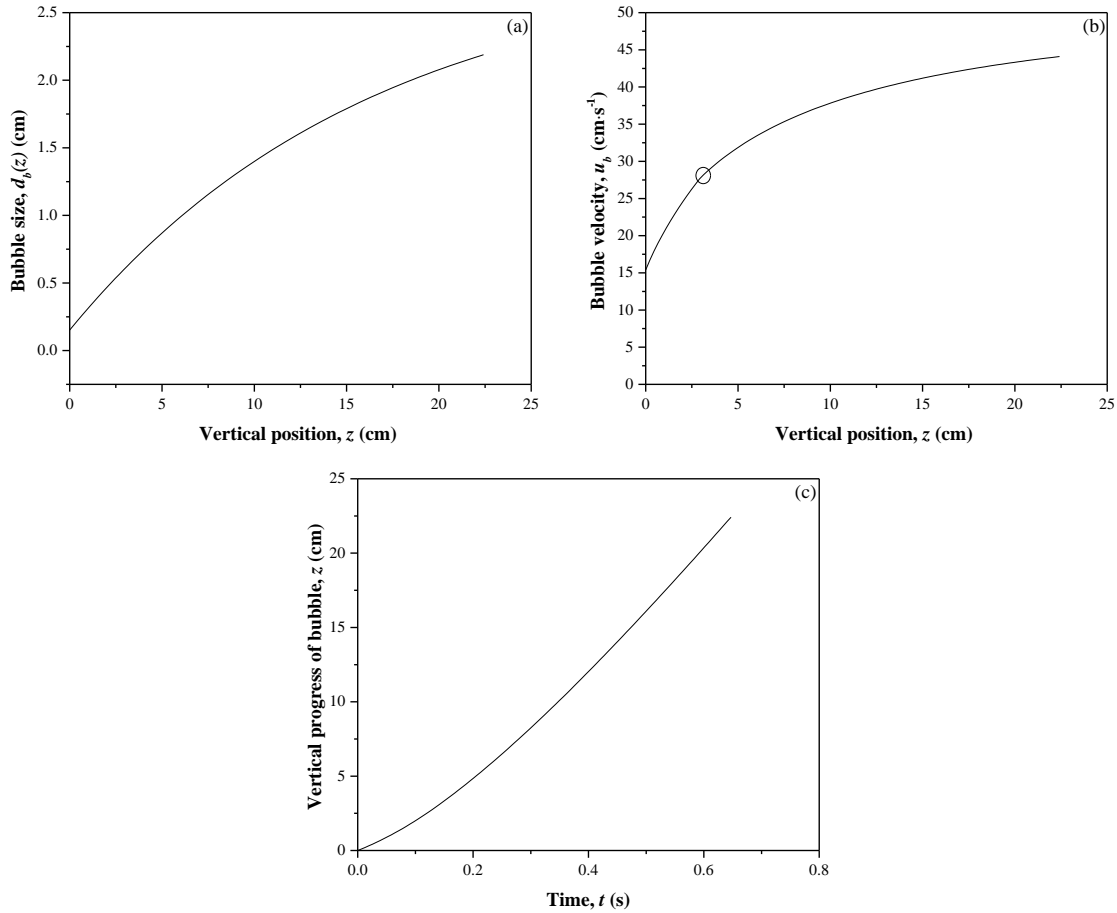 (a)
2.5
2.0
1.5
1.0
0.5
0.0
Bubble size, d_b(z) (cm)
0 5 10 15 20 25
Vertical position, z (cm)
(b)
50
45
40
35
30
25
20
15
10
5
0
Bubble velocity, u_b (cm·s⁻¹)
0 5 10 15 20 25
Vertical position, z (cm)
(c)
25
20
15
10
5
0
Vertical progress of bubble, z (cm)
0.0 0.2 0.4 0.6 0.8
Time, t (s)